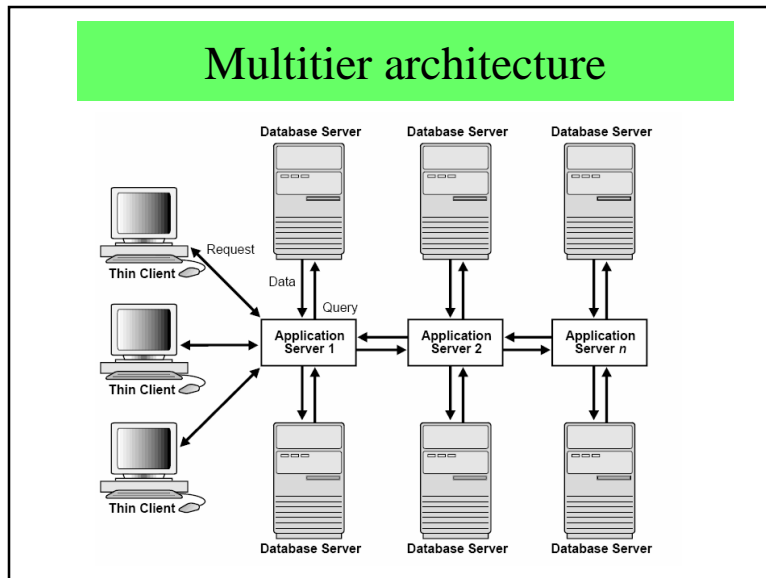 Multitier architecture
Database Server
Database Server
Database Server
Request
Thin Client
Data
Query
Thin Client
Application
Server 1
Application
Server 2
Application
Server n
Thin Client
Database Server
Database Server
Database Server